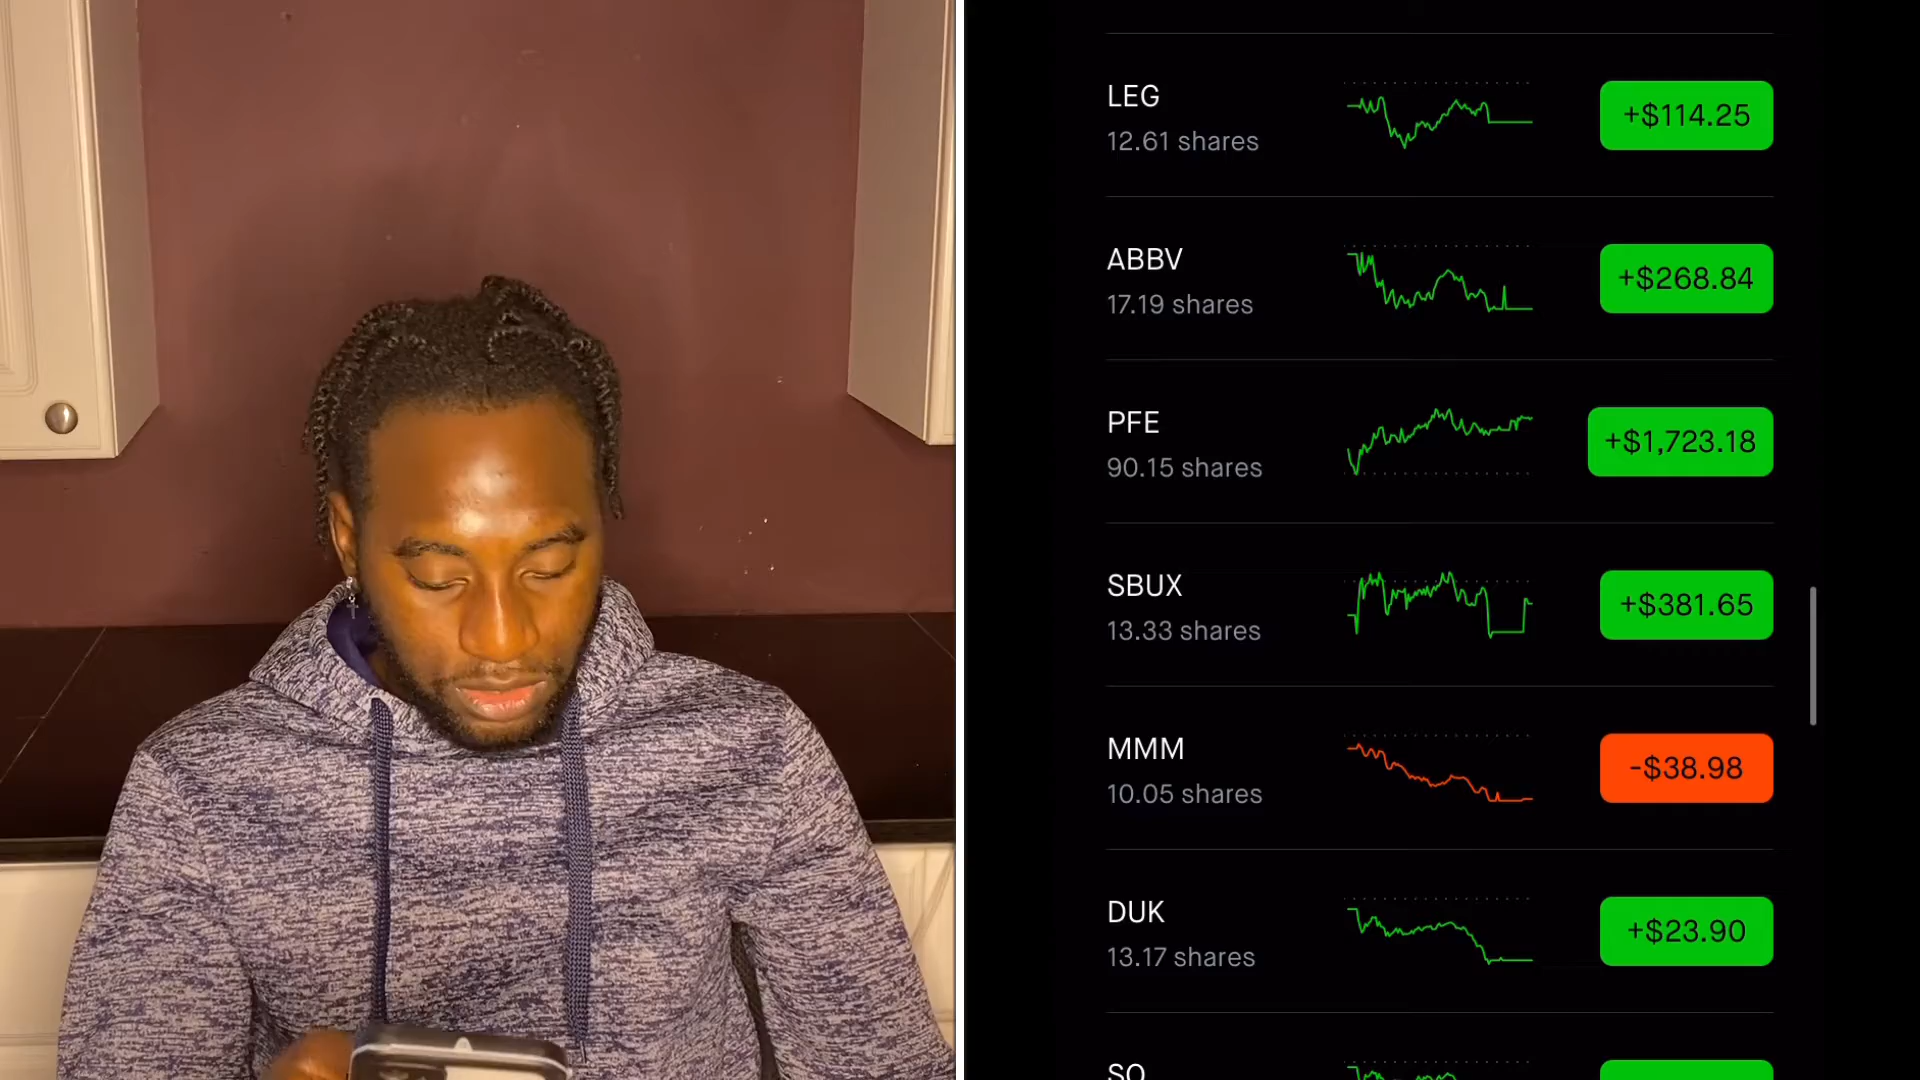 LEG
12.61 shares
+$114.25
ABBV
17.19 shares
+$268.84
PFE
90.15 shares
+$1,723.18
SBUX
13.33 shares
+$381.65
MMM
10.05 shares
-$38.98
DUK
13.17 shares
+$23.90
SO